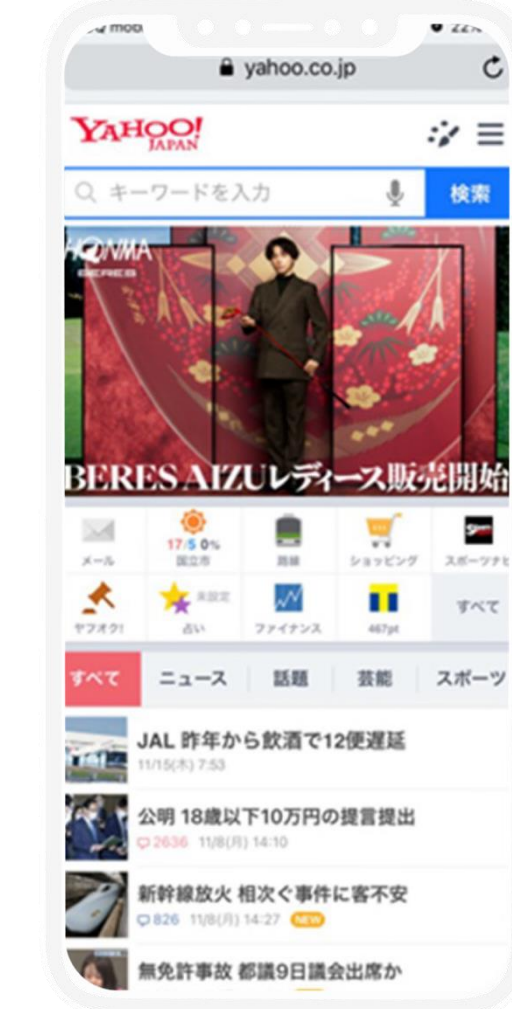 yahoo.co.jp
YAHOO!
JAPAN
キーワードを入力
検索
HONMA
BERES
BERES AIZUレディース販売開始
メール
17/5 0%
国立市
路線
ショッピング
スポーツナビ
ヤフオク!
未設定
占い
ファイナンス
467pt
すべて
すべて
ニュース
話題
芸能
スポーツ
JAL 昨年から飲酒で12便遅延
11/15(木) 7:53
公明 18歳以下10万円の提言提出
2636 11/8(月) 14:10
新幹線放火 相次ぐ事件に客不安
826 11/8(月) 14:27 NEW
無免許事故 都議9日議会出席か